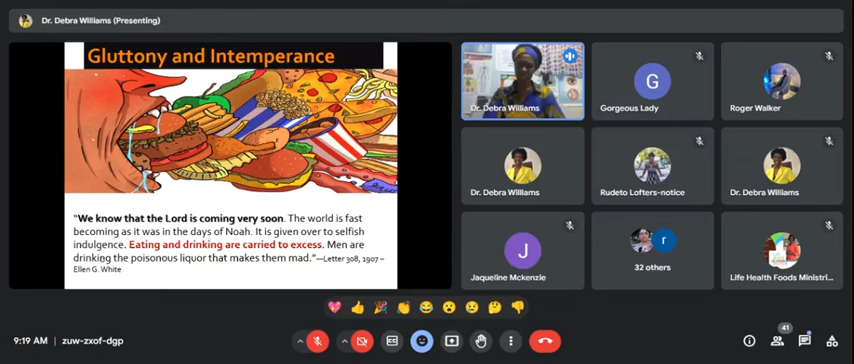 Dr. Debra Williams (Presenting)
Gluttony and Intemperance
"We know that the Lord is coming very soon. The world is fast
becoming as it was in the days of Noah. It is given over to selfish
indulgence. Eating and drinking are carried to excess. Men are
drinking the poisonous liquor that makes them mad."—Letter 308, 1907 –
Ellen G. White
Dr. Debra Williams
G
Gorgeous Lady
Roger Walker
Dr. Debra Williams
Rudeto Lofters-notice
Dr. Debra Williams
J
Jaqueline Mckenzie
r
32 others
Life Health Foods Ministri...
9:19 AM | zuw-zxof-dgp
CC
41